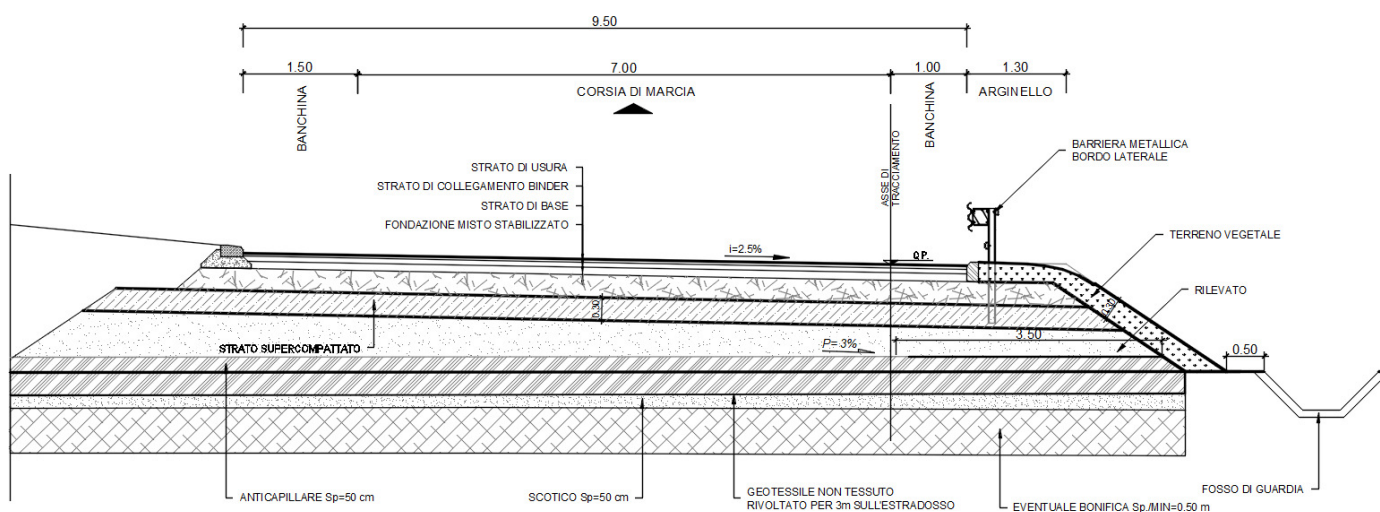 9.50
1.50
7.00
1.00
1.30
BANCHINA
CORSIA DI MARCIA
BANCHINA
ARGINELLO
BARRIERA METALLICA
BORDO LATERALE
STRATO DI USURA
STRATO DI COLLEGAMENTO BINDER
STRATO DI BASE
FONDAZIONE MISTO STABILIZZATO
ASSE DI
TRACCIAMENTO
TERRENO VEGETALE
i=2.5%
Q.P.
RILEVATO
0.30
STRATO SUPERCOMPATTATO
P= 3%
3.50
0.50
ANTICAPILLARE Sp=50 cm
SCOTICO Sp=50 cm
GEOTESSILE NON TESSUTO
RIVOLTATO PER 3m SULL'ESTRADOSSO
EVENTUALE BONIFICA Sp./MIN=0.50 m
FOSSO DI GUARDIA